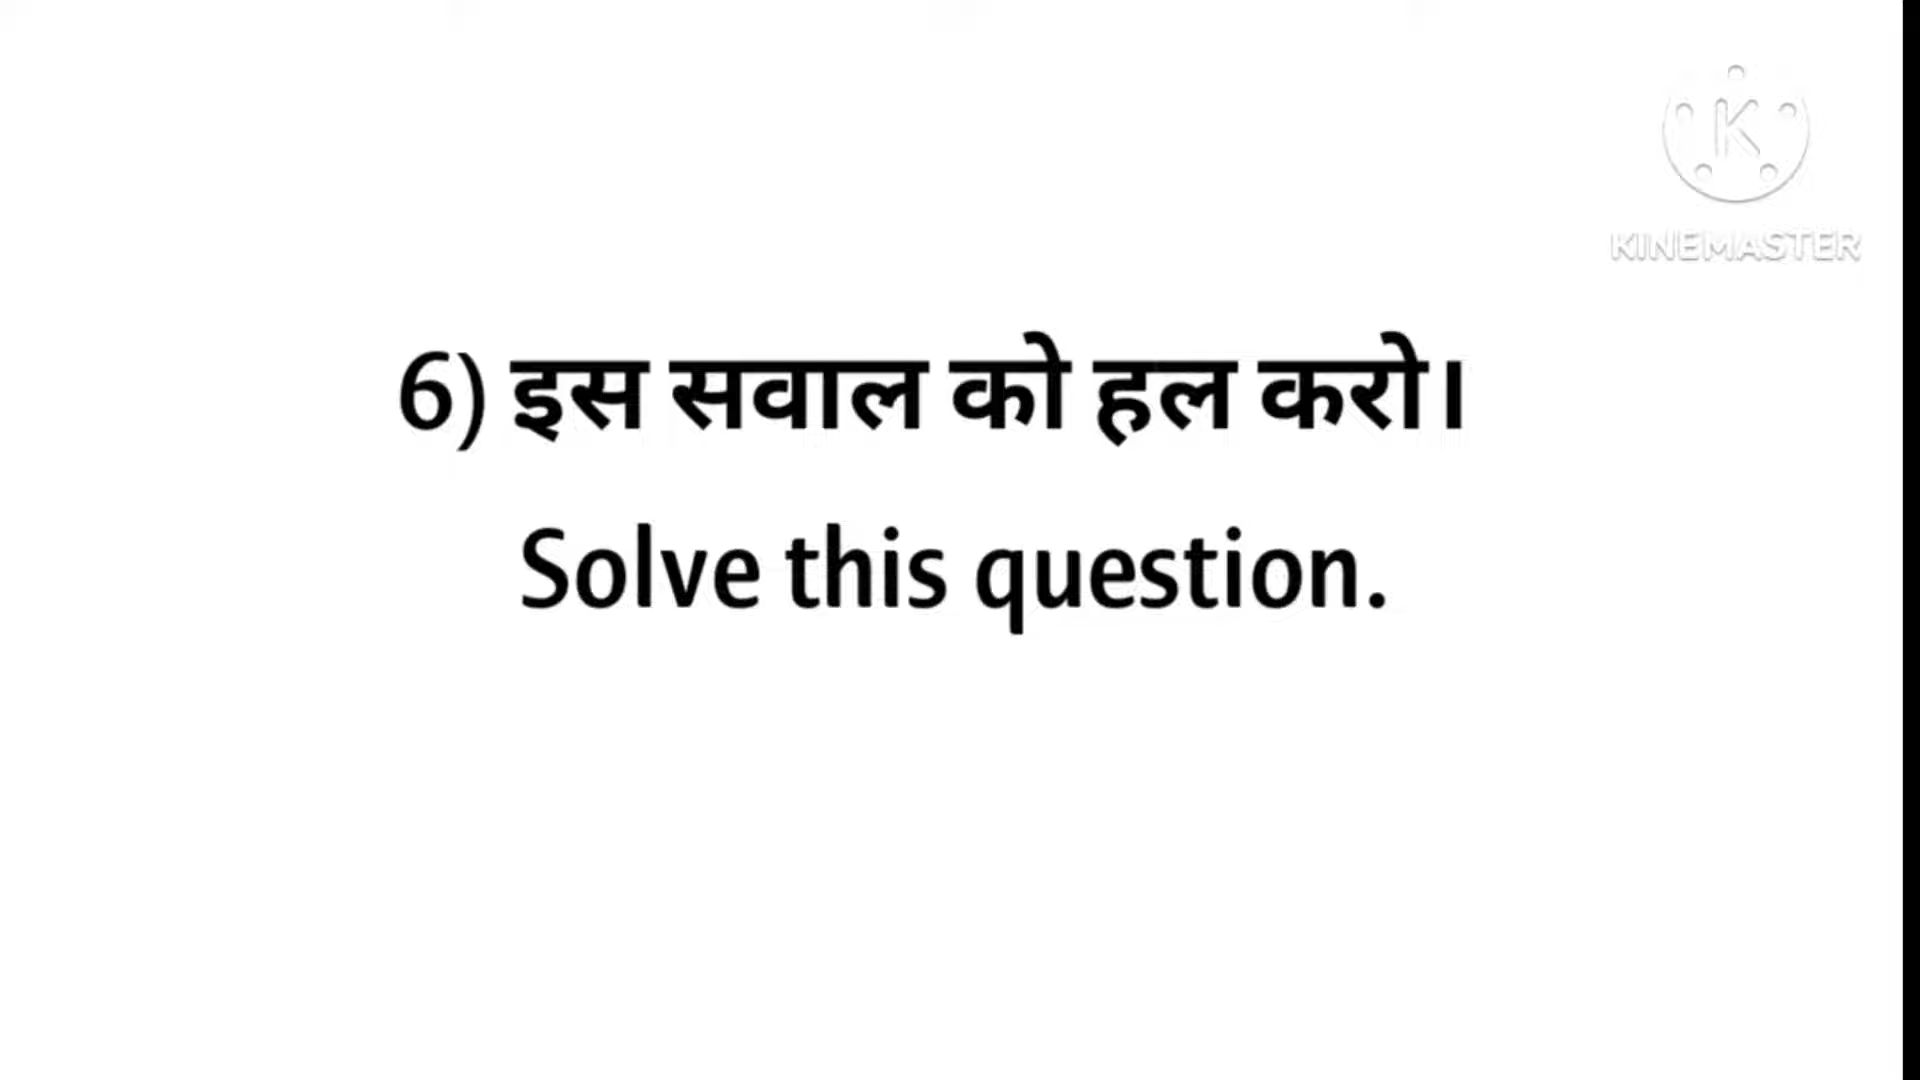 KINEMASTER
6) इस सवाल को हल करो।
Solve this question.